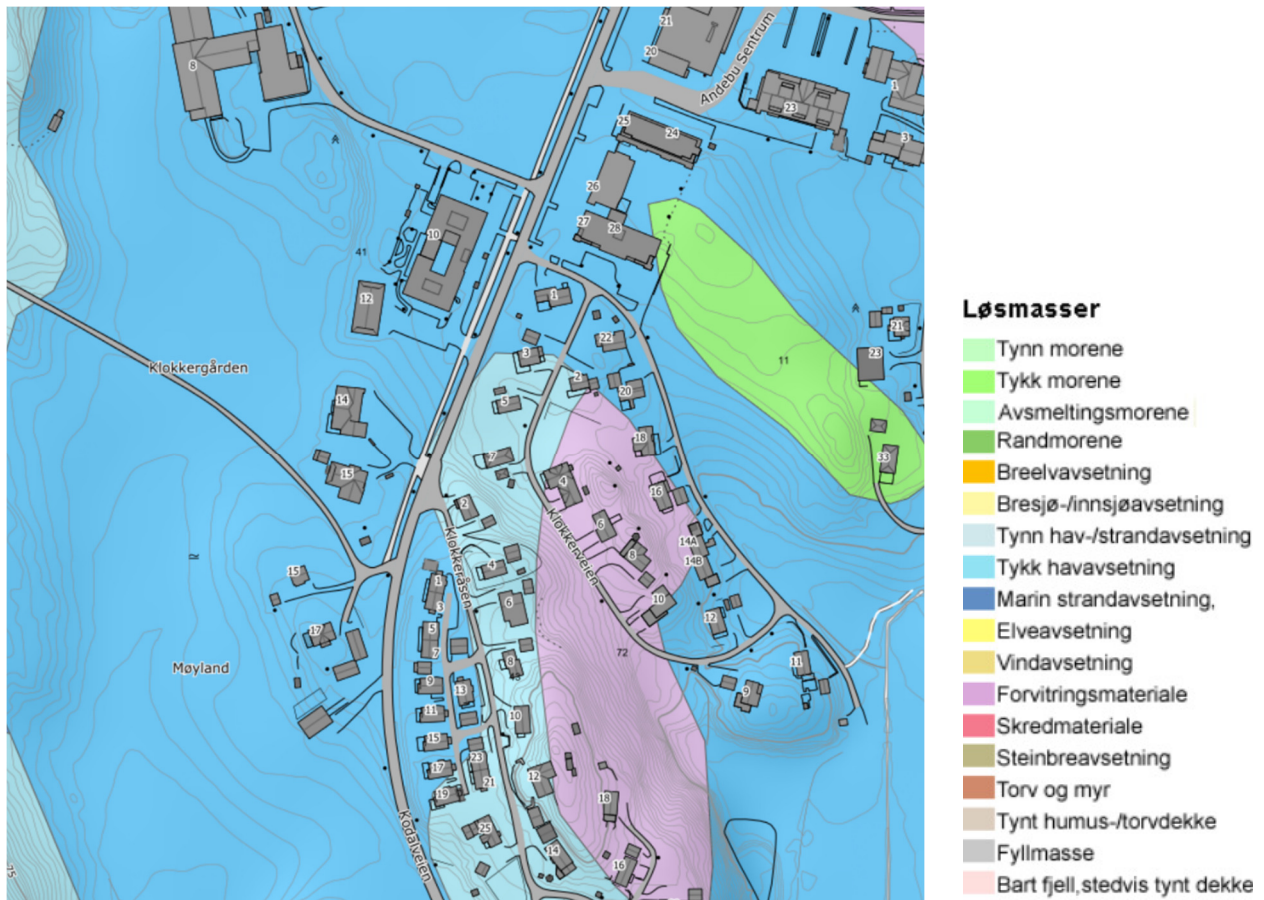 21
20
8
Andebu Sentrum
23
1
25
24
3
26
27
28
10
41
12
1
22
21
3
11
23
Klokkergården
2
20
14
5
18
33
7
15
4
16
2
6
Klokkerveien
14A
Klokkeråsen
8
14B
4
15
1
10
3
6
12
5
17
7
72
8
11
Møyland
9
13
9
11
10
15
23
12
17
21
19
18
25
Kodalveien
14
16
75
Løsmasser
Tynn morene
Tykk morene
Avsmeltingsmorene
Randmorene
Breelvavsetning
Bresjø-/innsjøavsetning
Tynn hav-/strandavsetning
Tykk havavsetning
Marin strandavsetning,
Elveavsetning
Vindavsetning
Forvitringsmateriale
Skredmateriale
Steinbreavsetning
Torv og myr
Tynt humus-/torvdekke
Fyllmasse
Bart fjell,stedvis tynt dekke